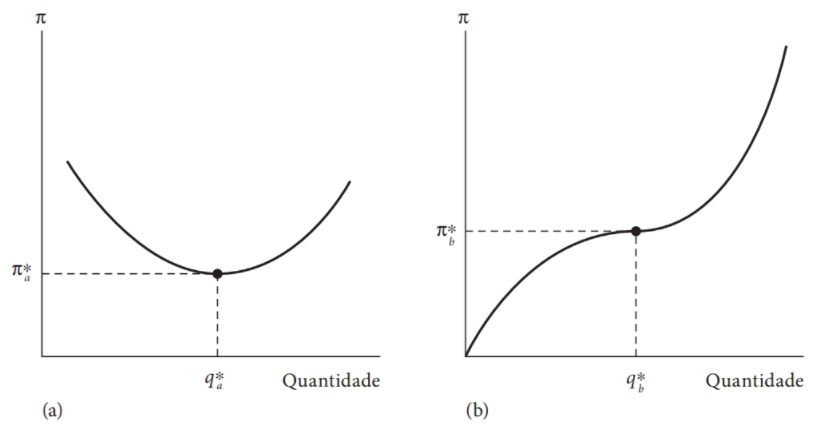 π
π*a
q*a
Quantidade
(a)
π
π*b
q*b
Quantidade
(b)